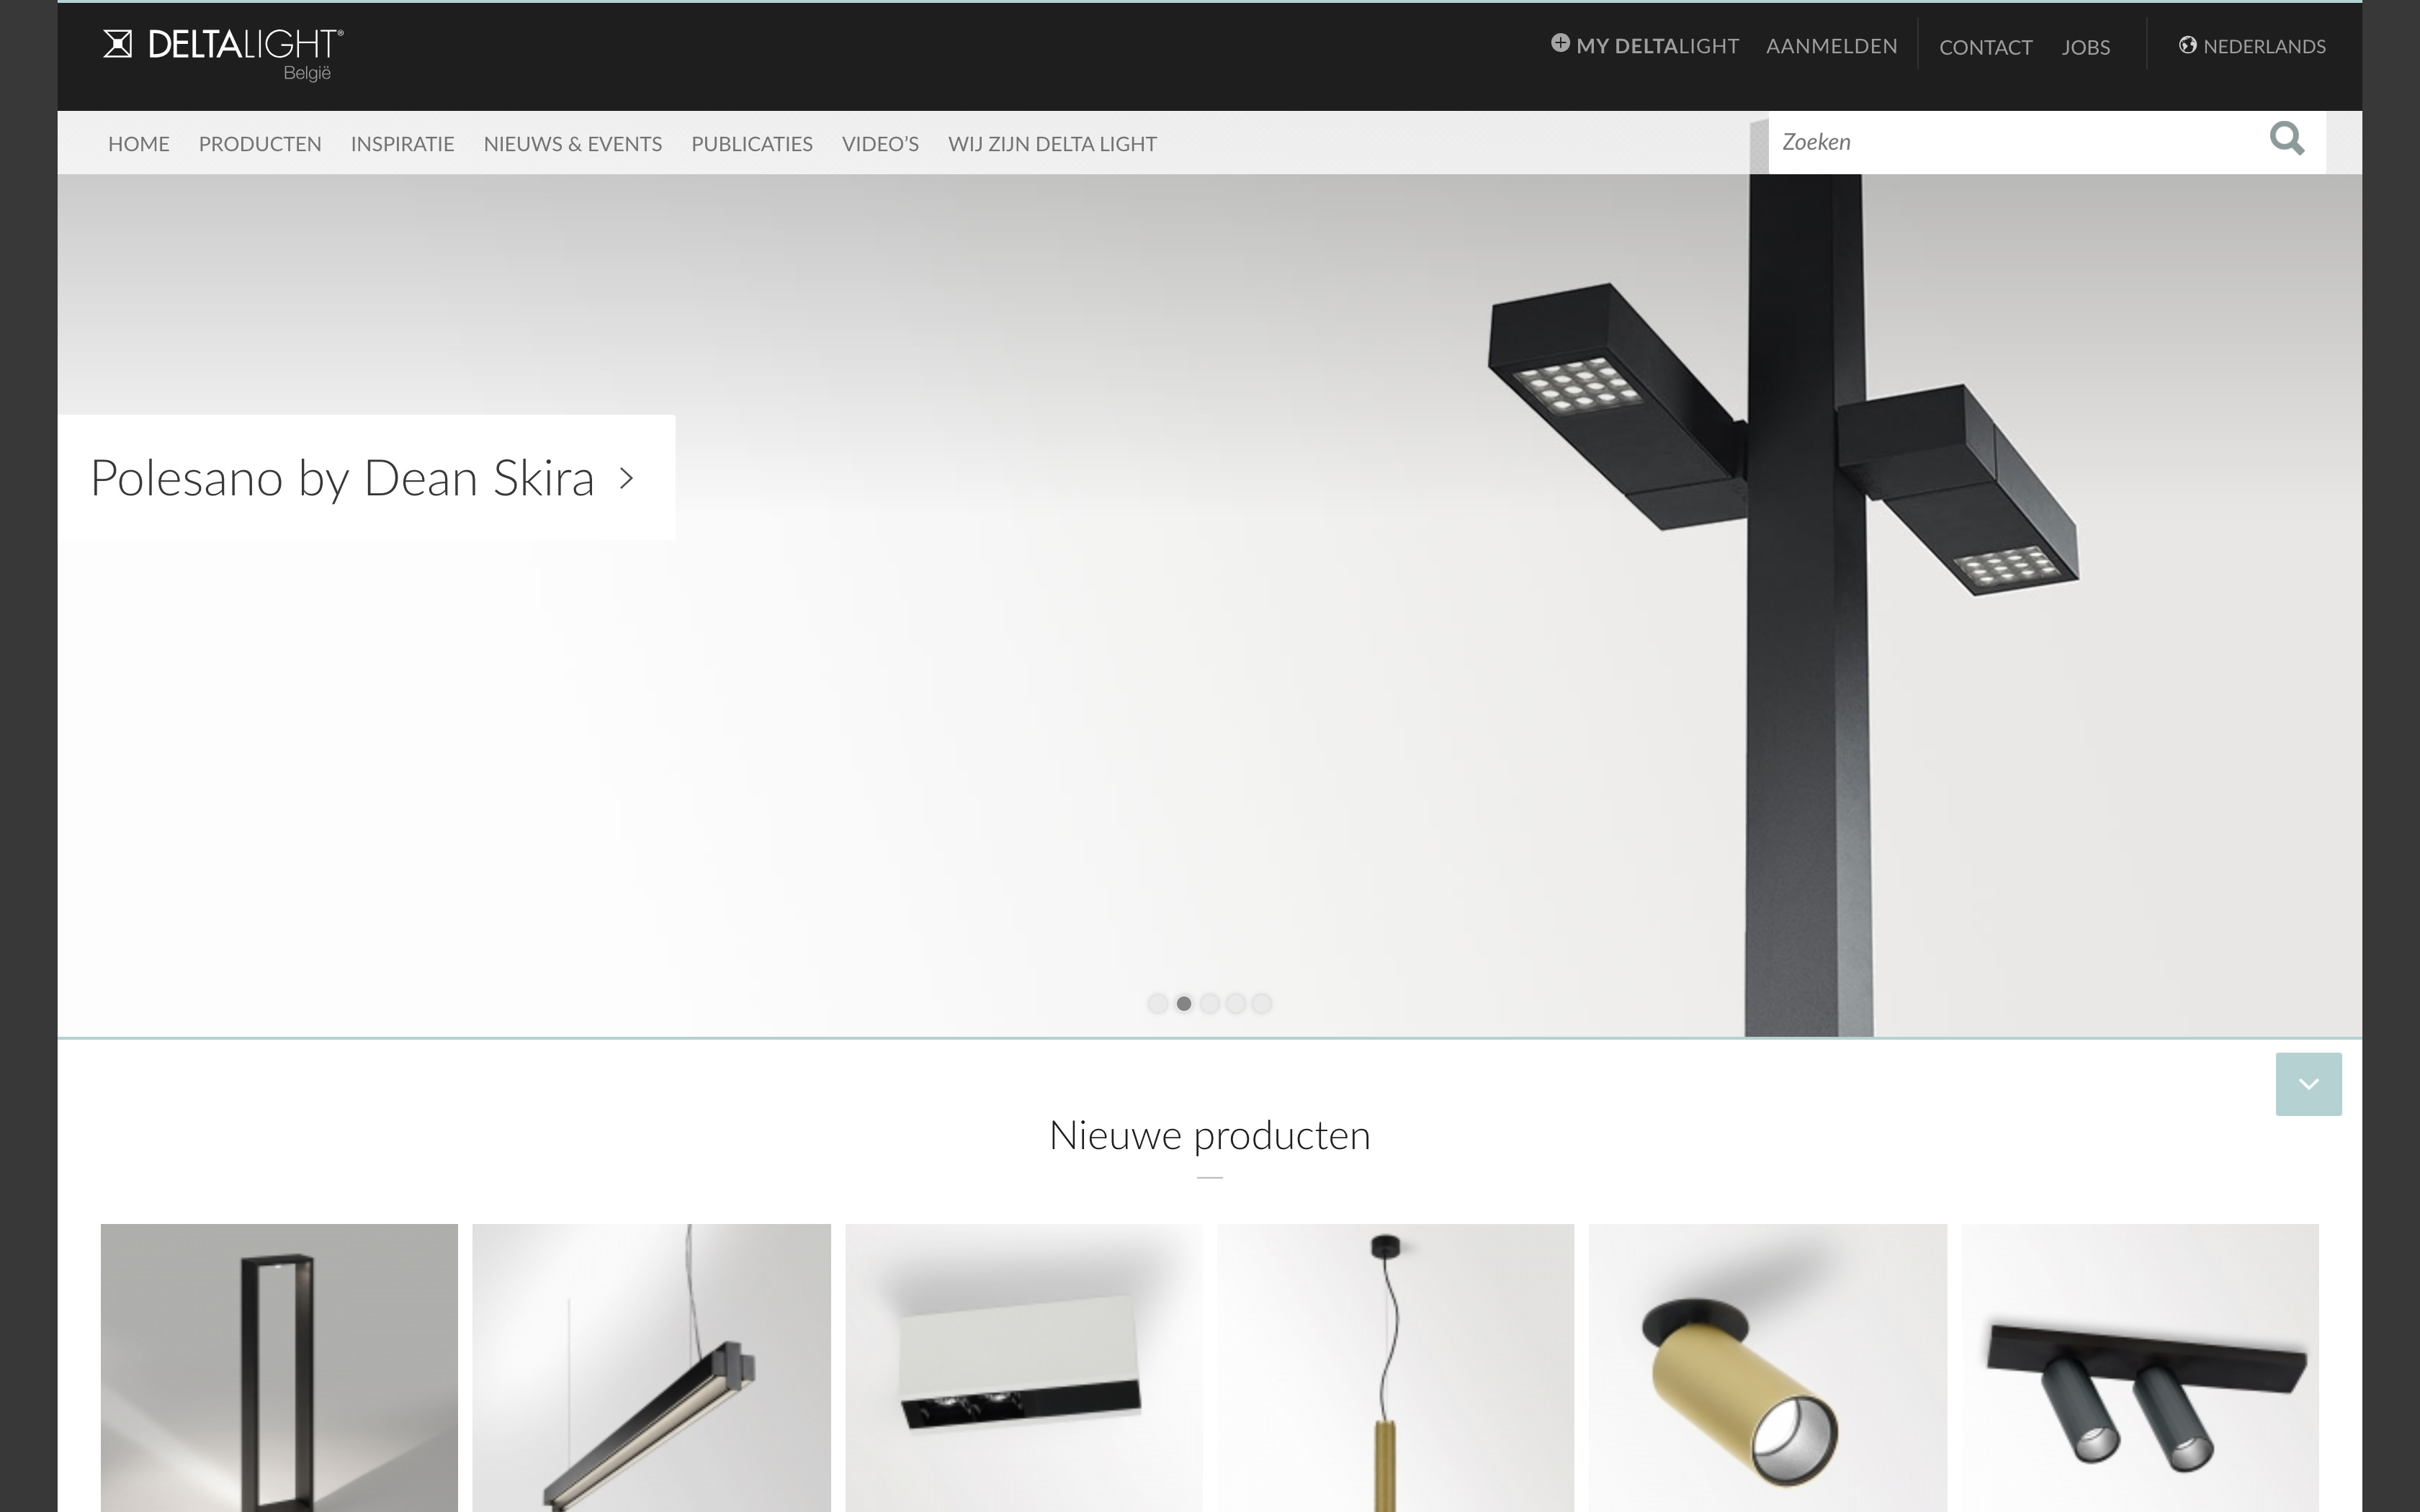 DELTALIGHT®
België
MY DELTALIGHT AANMELDEN CONTACT JOBS NEDERLANDS
HOME PRODUCTEN INSPIRATIE NIEUWS & EVENTS PUBLICATIES VIDEO'S WIJ ZIJN DELTA LIGHT
Zoeken
Polesano by Dean Skira
Nieuwe producten